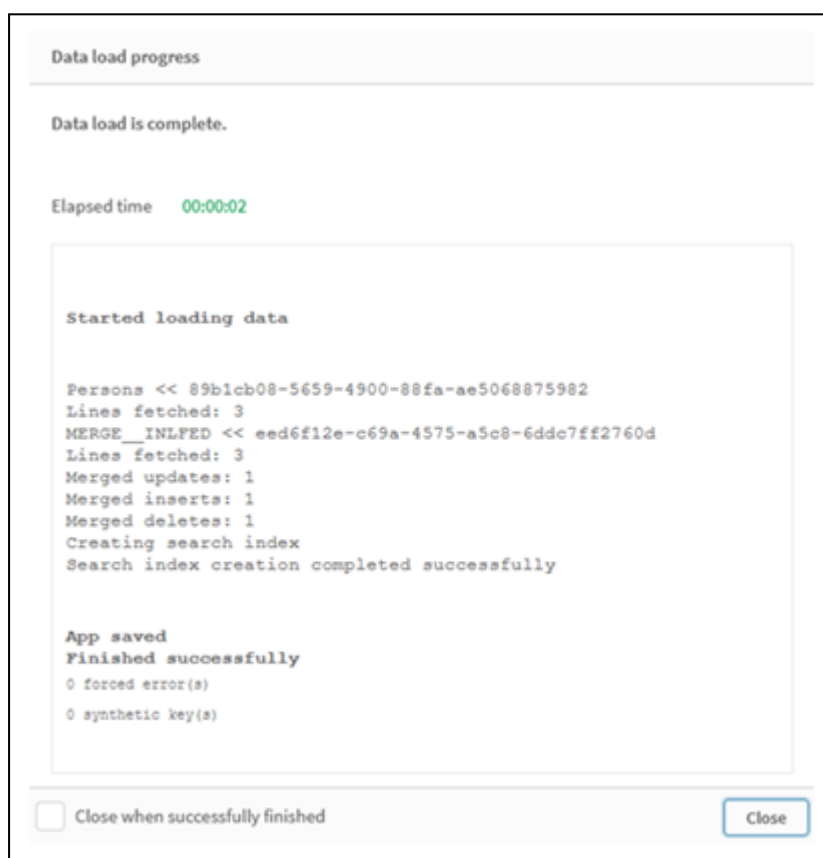 Data load progress
Data load is complete.
Elapsed time 00:00:02
Started loading data
Persons << 89b1cb08-5659-4900-88fa-ae5068875982
Lines fetched: 3
MERGE__INLFED << eed6f12e-c69a-4575-a5c8-6ddc7ff2760d
Lines fetched: 3
Merged updates: 1
Merged inserts: 1
Merged deletes: 1
Creating search index
Search index creation completed successfully
App saved
Finished successfully
0 forced error(s)
0 synthetic key(s)
Close when successfully finished Close